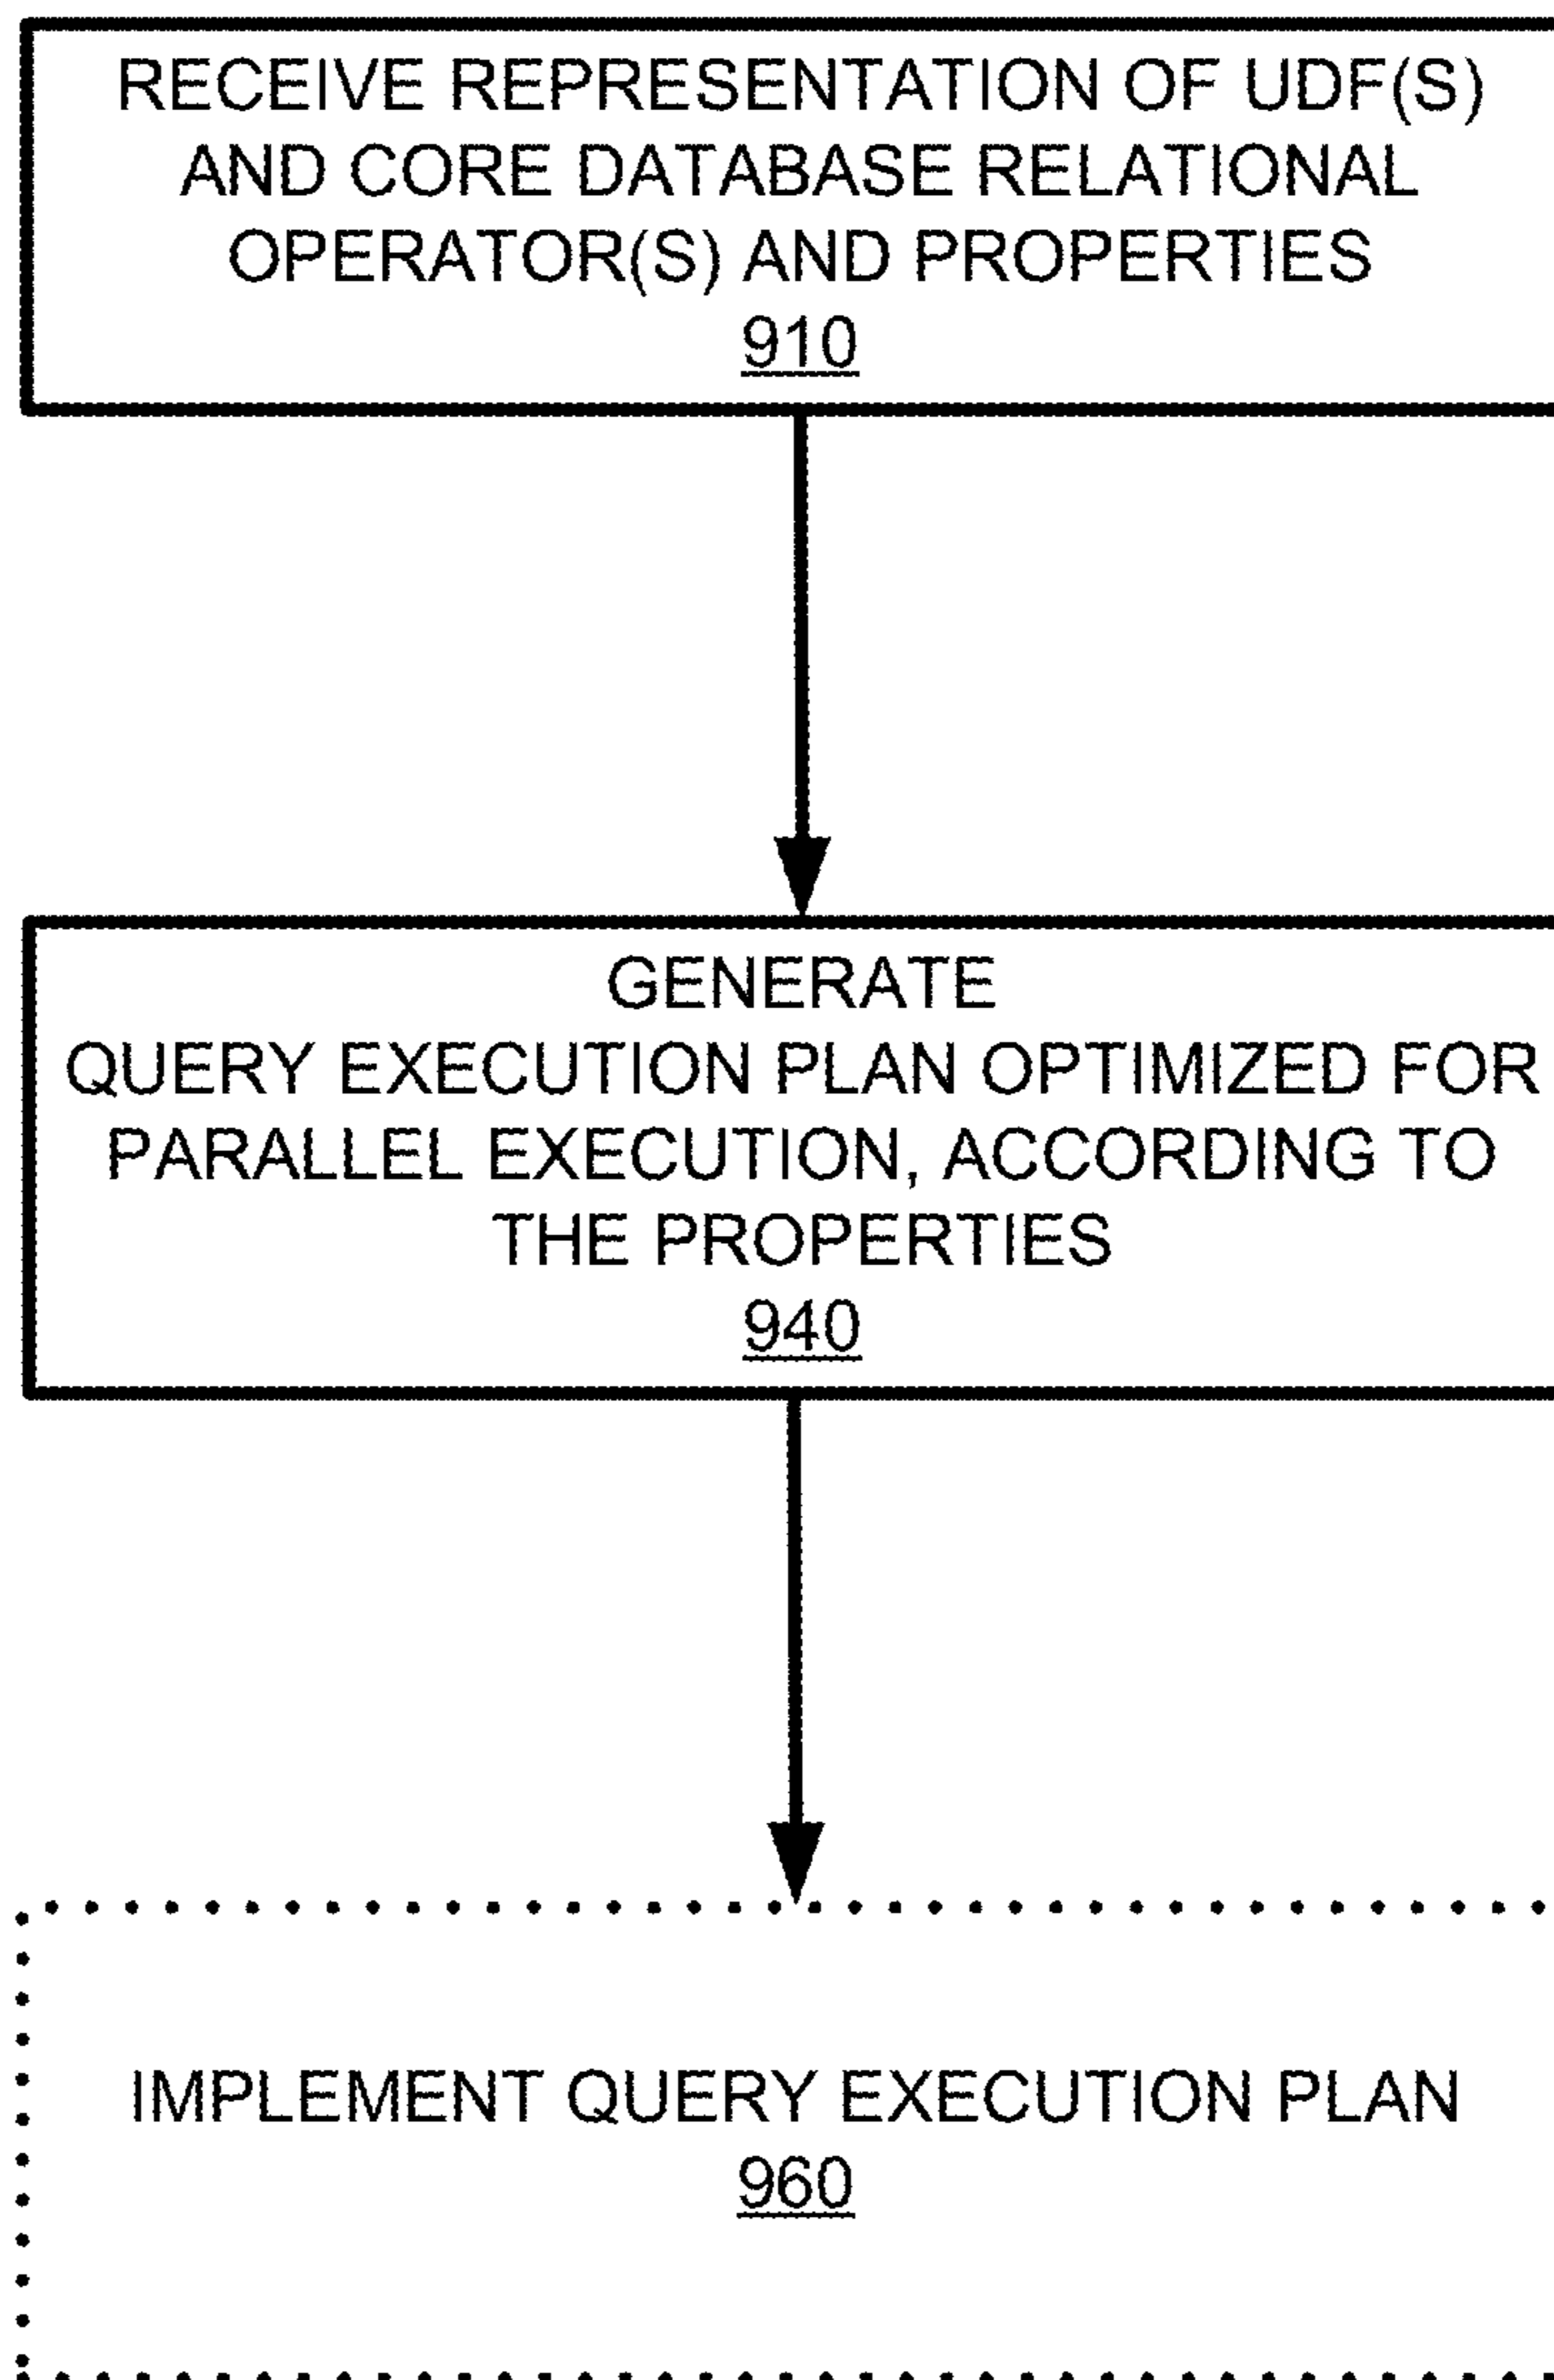 RECEIVE REPRESENTATION OF UDF(S)
AND CORE DATABASE RELATIONAL
OPERATOR(S) AND PROPERTIES
910
GENERATE
QUERY EXECUTION PLAN OPTIMIZED FOR
PARALLEL EXECUTION, ACCORDING TO
THE PROPERTIES
940
IMPLEMENT QUERY EXECUTION PLAN
960